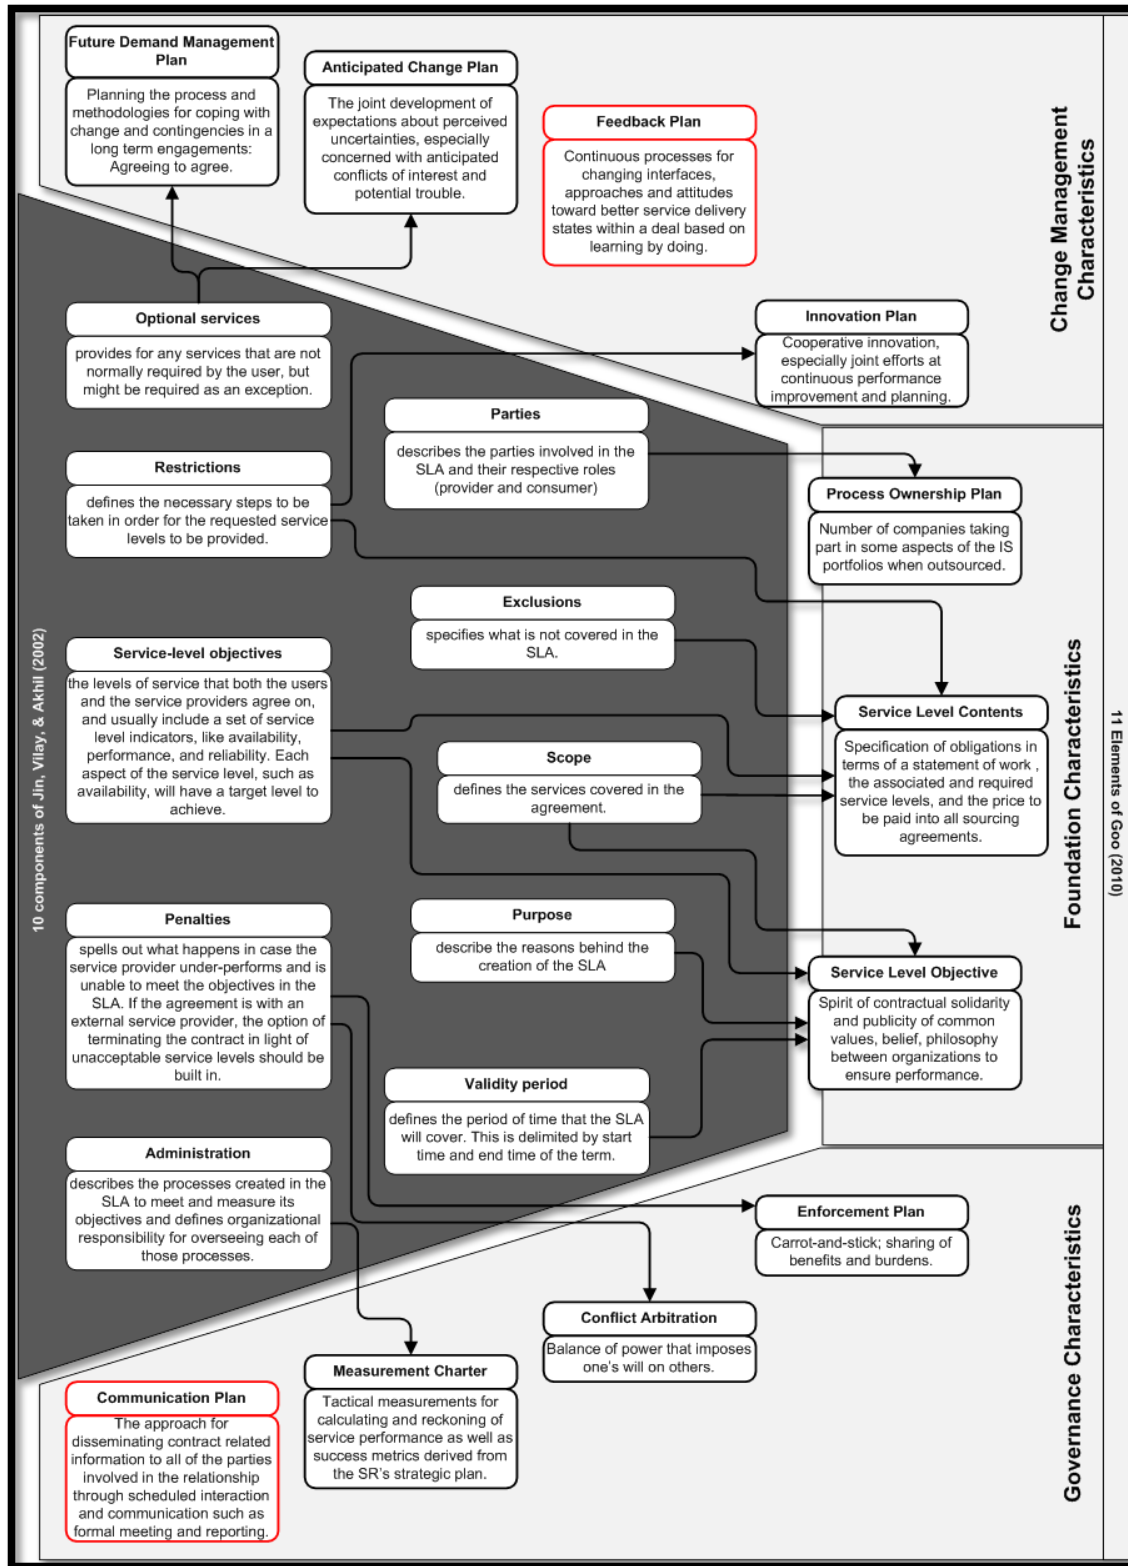 Future Demand Management
Plan
Planning the process and
methodologies for coping with
change and contingencies in a
long term engagements:
Agreeing to agree.
Anticipated Change Plan
The joint development of
expectations about perceived
uncertainties, especially
concerned with anticipated
conflicts of interest and
potential trouble.
Feedback Plan
Continuous processes for
changing interfaces,
approaches and attitudes
toward better service delivery
states within a deal based on
learning by doing.
Change Management
Characteristics
Optional services
provides for any services that are not
normally required by the user, but
might be required as an exception.
Innovation Plan
Cooperative innovation,
especially joint efforts at
continuous performance
improvement and planning.
Parties
describes the parties involved in the
SLA and their respective roles
(provider and consumer)
Restrictions
defines the necessary steps to be
taken in order for the requested service
levels to be provided.
Process Ownership Plan
Number of companies taking
part in some aspects of the IS
portfolios when outsourced.
Exclusions
specifies what is not covered in the
SLA.
10 components of Jin, Vilay, & Akhil (2002)
Service-level objectives
the levels of service that both the users
and the service providers agree on,
and usually include a set of service
level indicators, like availability,
performance, and reliability. Each
aspect of the service level, such as
availability, will have a target level to
achieve.
Scope
defines the services covered in the
agreement.
Service Level Contents
Specification of obligations in
terms of a statement of work ,
the associated and required
service levels, and the price to
be paid into all sourcing
agreements.
Foundation Characteristics
11 Elements of Goo (2010)
Penalties
spells out what happens in case the
service provider under-performs and is
unable to meet the objectives in the
SLA. If the agreement is with an
external service provider, the option of
terminating the contract in light of
unacceptable service levels should be
built in.
Purpose
describe the reasons behind the
creation of the SLA
Service Level Objective
Spirit of contractual solidarity
and publicity of common
values, belief, philosophy
between organizations to
ensure performance.
Validity period
defines the period of time that the SLA
will cover. This is delimited by start
time and end time of the term.
Administration
describes the processes created in the
SLA to meet and measure its
objectives and defines organizational
responsibility for overseeing each of
those processes.
Enforcement Plan
Carrot-and-stick; sharing of
benefits and burdens.
Conflict Arbitration
Balance of power that imposes
one's will on others.
Measurement Charter
Tactical measurements for
calculating and reckoning of
service performance as well as
success metrics derived from
the SR's strategic plan.
Communication Plan
The approach for
disseminating contract related
information to all of the parties
involved in the relationship
through scheduled interaction
and communication such as
formal meeting and reporting.
Governance Characteristics